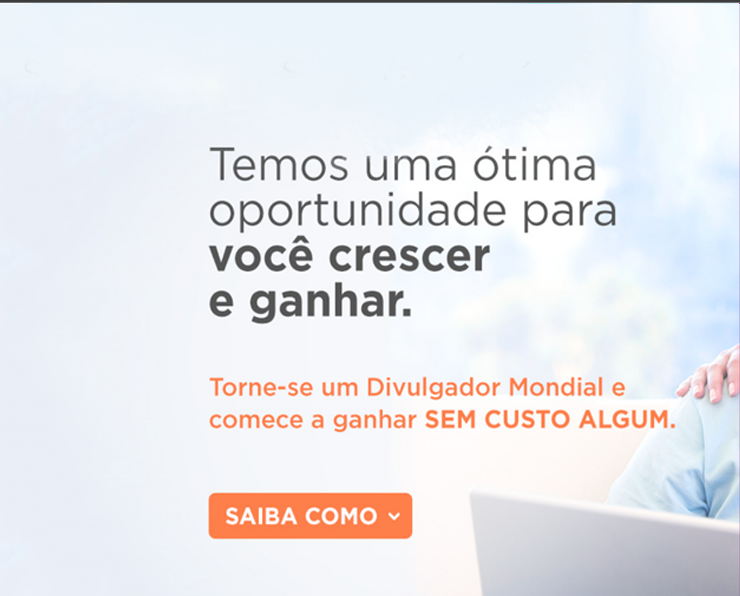 Temos uma ótima
oportunidade para
você crescer
e ganhar.
Torne-se um Divulgador Mondial e
comece a ganhar SEM CUSTO ALGUM.
SAIBA COMO